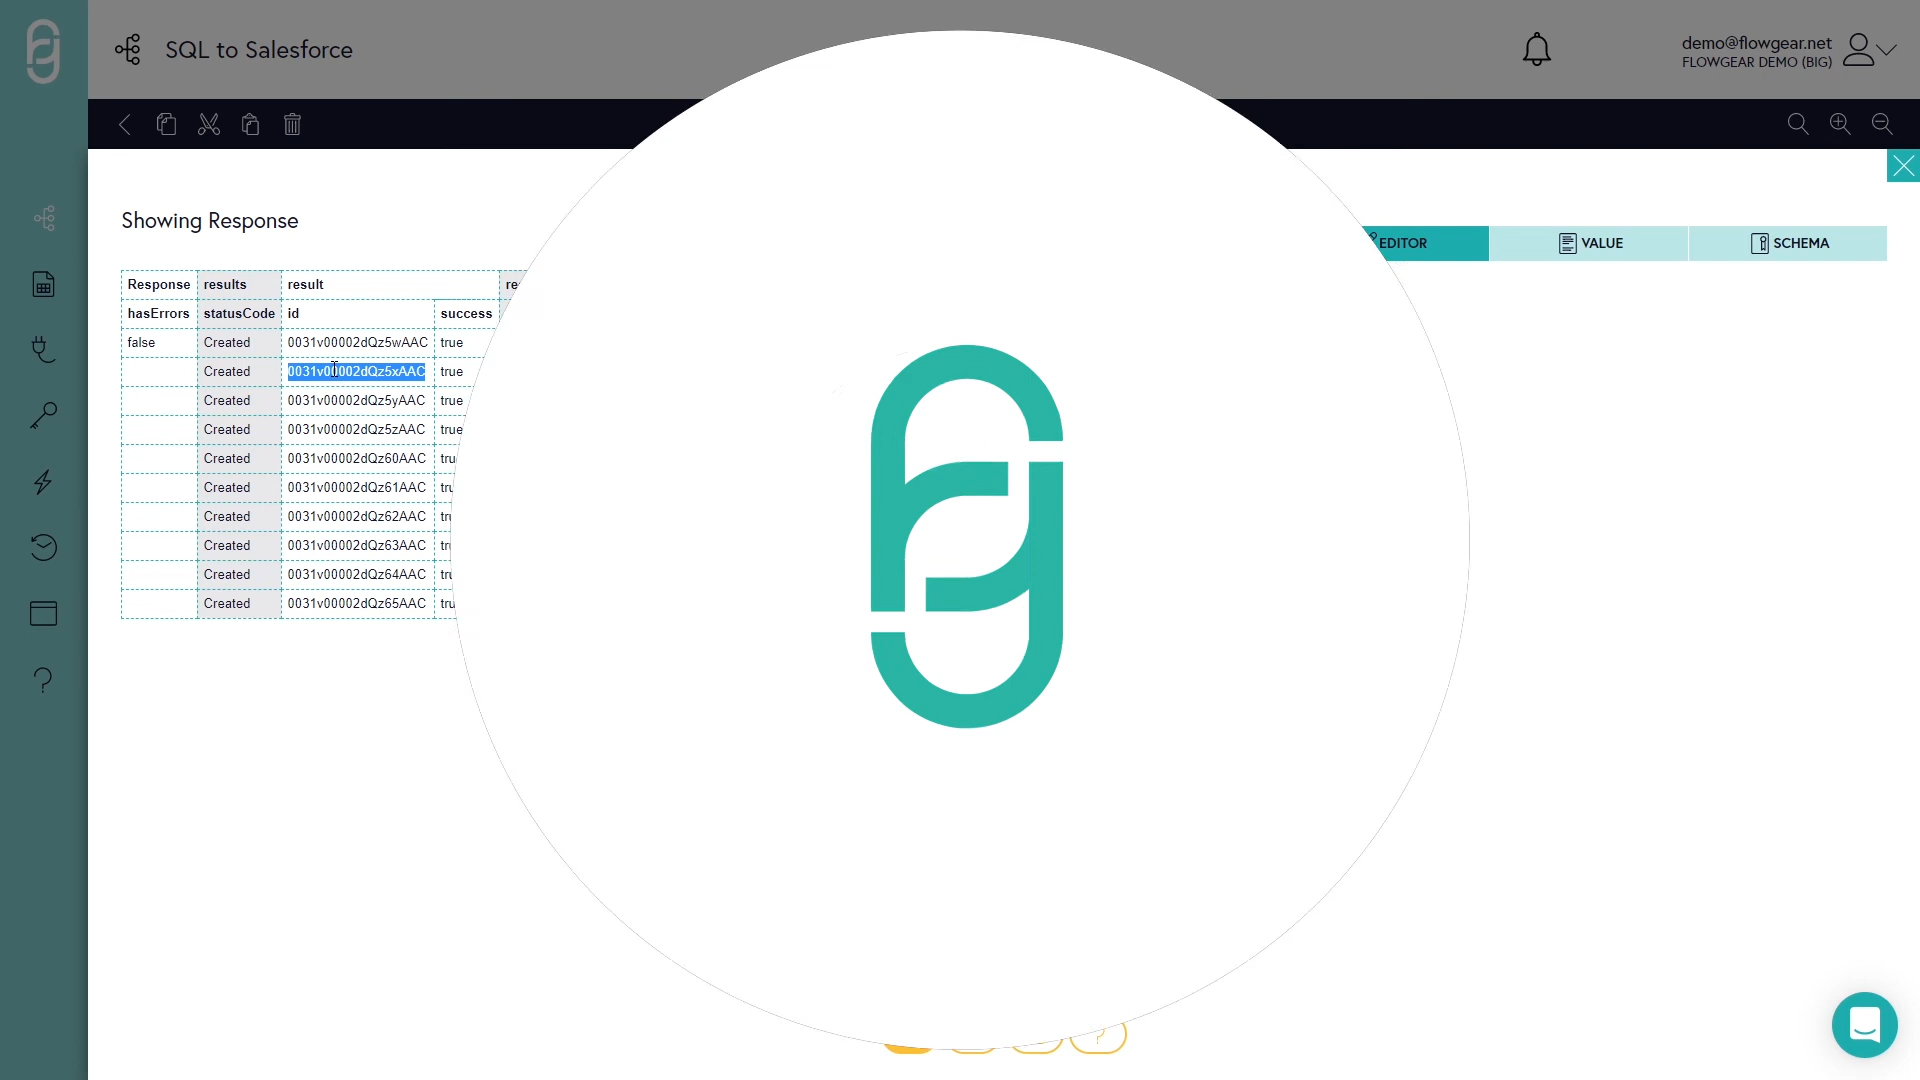 SQL to Salesforce
demo@flowgear.net
FLOWGEAR DEMO (BIG)
Showing Response
EDITOR
VALUE
SCHEMA
Response results result
hasErrors statusCode id success
false Created 0031v00002dQz5wAAC true
Created 0031v00002dQz5xAAC true
Created 0031v00002dQz5yAAC true
Created 0031v00002dQz5zAAC true
Created 0031v00002dQz60AAC
Created 0031v00002dQz61AAC
Created 0031v00002dQz62AAC
Created 0031v00002dQz63AAC
Created 0031v00002dQz64AAC
Created 0031v00002dQz65AAC